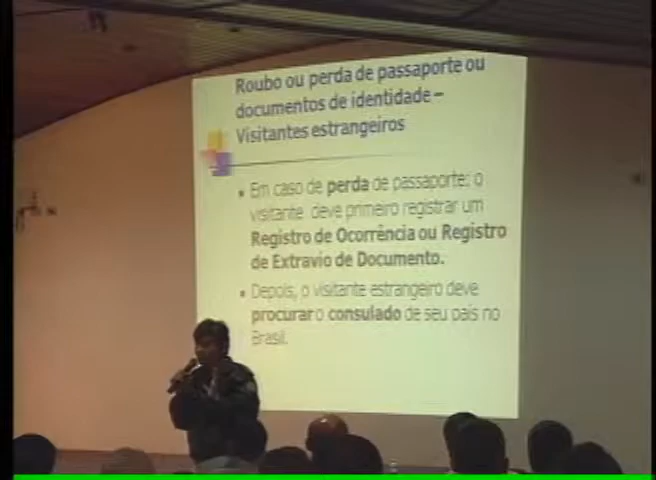 Roubo ou perda de passaporte ou
documentos de identidade –
Visitantes estrangeiros
• Em caso de perda de passaporte: o
visitante deve primeiro registrar um
Registro de Ocorrência ou Registro
de Extravio de Documento.
• Depois, o visitante estrangeiro deve
procurar o consulado de seu país no
Brasil.